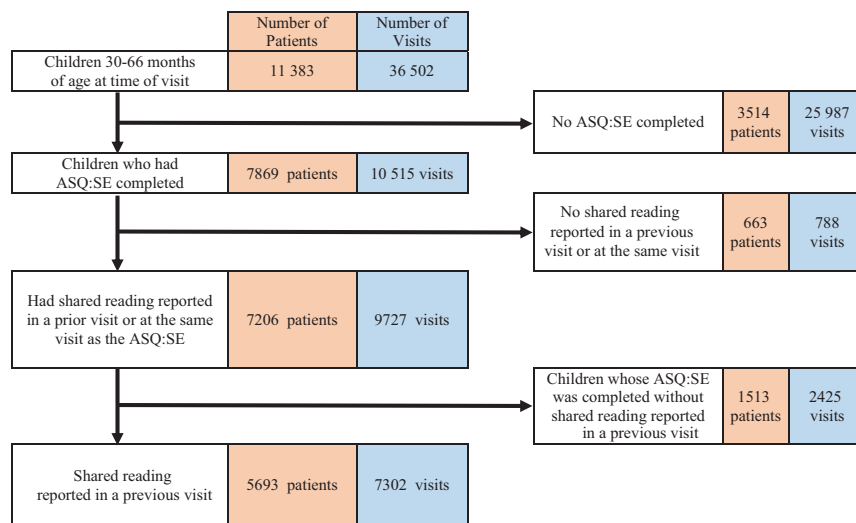 Number of
Patients
Number of
Visits
Children 30-66 months
of age at time of visit
11 383
36 502
No ASQ:SE completed
3514
patients
25 987
visits
Children who had
ASQ:SE completed
7869 patients
10 515 visits
No shared reading
reported in a previous
visit or at the same visit
663
patients
788
visits
Had shared reading reported
in a prior visit or at the same
visit as the ASQ:SE
7206 patients
9727 visits
Children whose ASQ:SE
was completed without
shared reading reported
in a previous visit
1513
patients
2425
visits
Shared reading
reported in a previous visit
5693 patients
7302 visits